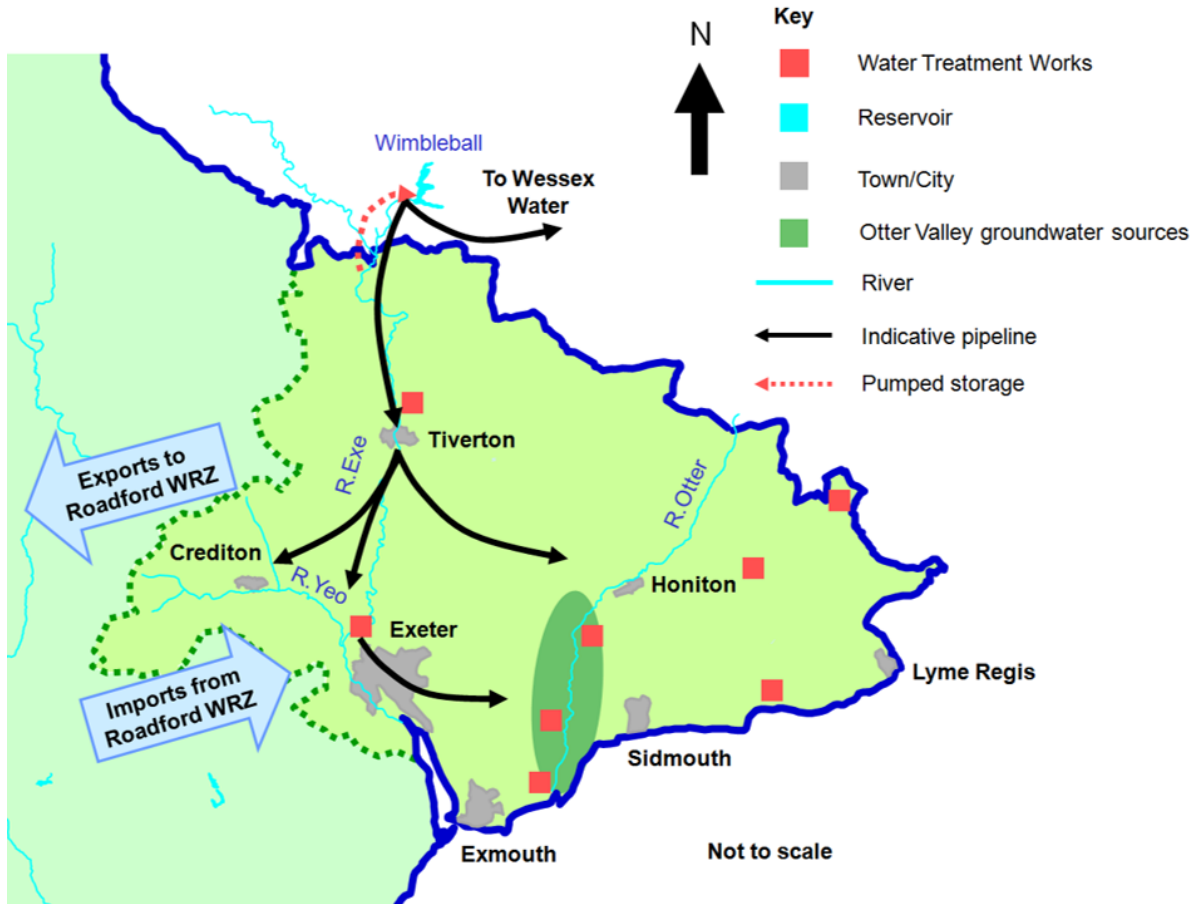 N
Key
Water Treatment Works
Reservoir
Town/City
Otter Valley groundwater sources
River
Indicative pipeline
Pumped storage
Wimbleball
To Wessex
Water
Tiverton
R.Exe
R.Otter
Exports to
Roadford WRZ
Crediton
R.Yeo
Honiton
Exeter
Imports from
Roadford WRZ
Lyme Regis
Sidmouth
Exmouth
Not to scale